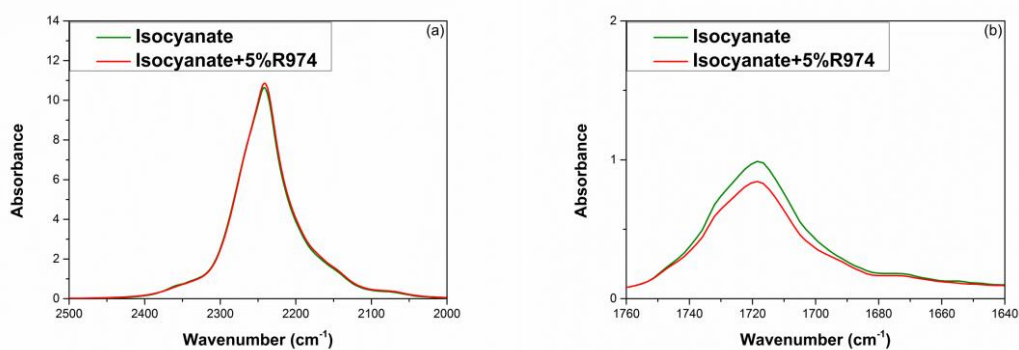 14
12
10
8
6
4
2
0
Absorbance
Isocyanate
Isocyanate+5%R974
(a)
2500 2400 2300 2200 2100 2000
Wavenumber (cm⁻¹)
2
1
0
Absorbance
Isocyanate
Isocyanate+5%R974
(b)
1760 1740 1720 1700 1680 1660 1640
Wavenumber (cm⁻¹)